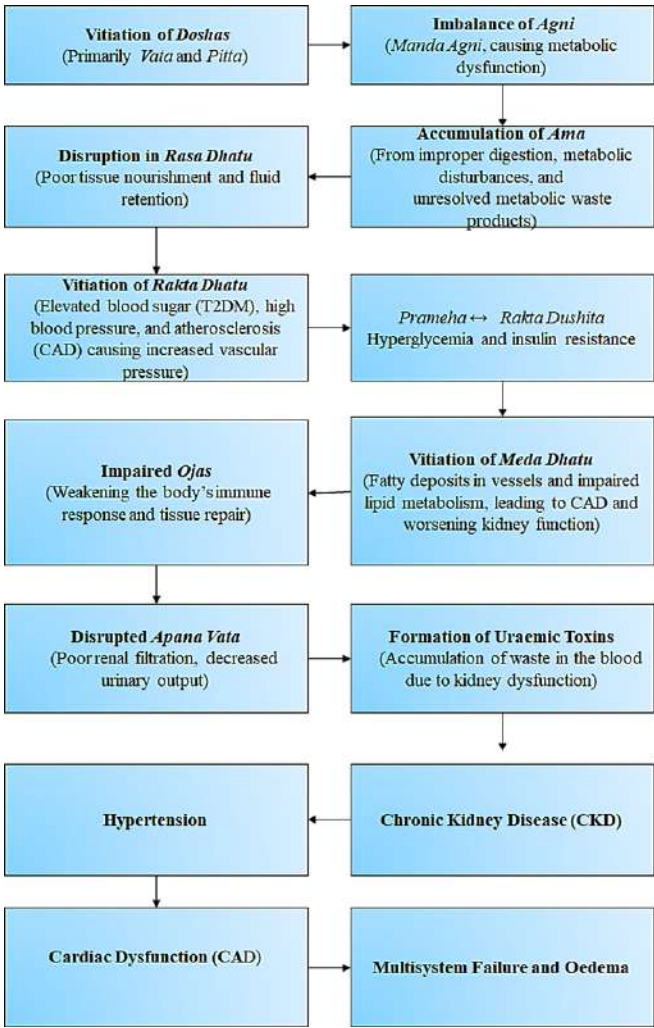 Vitiation of Doshas
(Primarily Vata and Pitta)
Imbalance of Agni
(Manda Agni, causing metabolic
dysfunction)
Accumulation of Ama
(From improper digestion, metabolic
disturbances, and
unresolved metabolic waste
products)
Disruption in Rasa Dhatu
(Poor tissue nourishment and fluid
retention)
Vitiation of Rakta Dhatu
(Elevated blood sugar (T2DM), high
blood pressure, and atherosclerosis
(CAD) causing increased vascular
pressure)
Prameha ↔ Rakta Dushita
Hyperglycemia and insulin resistance
Vitiation of Meda Dhatu
(Fatty deposits in vessels and impaired
lipid metabolism, leading to CAD and
worsening kidney function)
Impaired Ojas
(Weakening the body's immune
response and tissue repair)
Disrupted Apana Vata
(Poor renal filtration, decreased
urinary output)
Formation of Uraemic Toxins
(Accumulation of waste in the blood
due to kidney dysfunction)
Chronic Kidney Disease (CKD)
Hypertension
Cardiac Dysfunction (CAD)
Multisystem Failure and Oedema